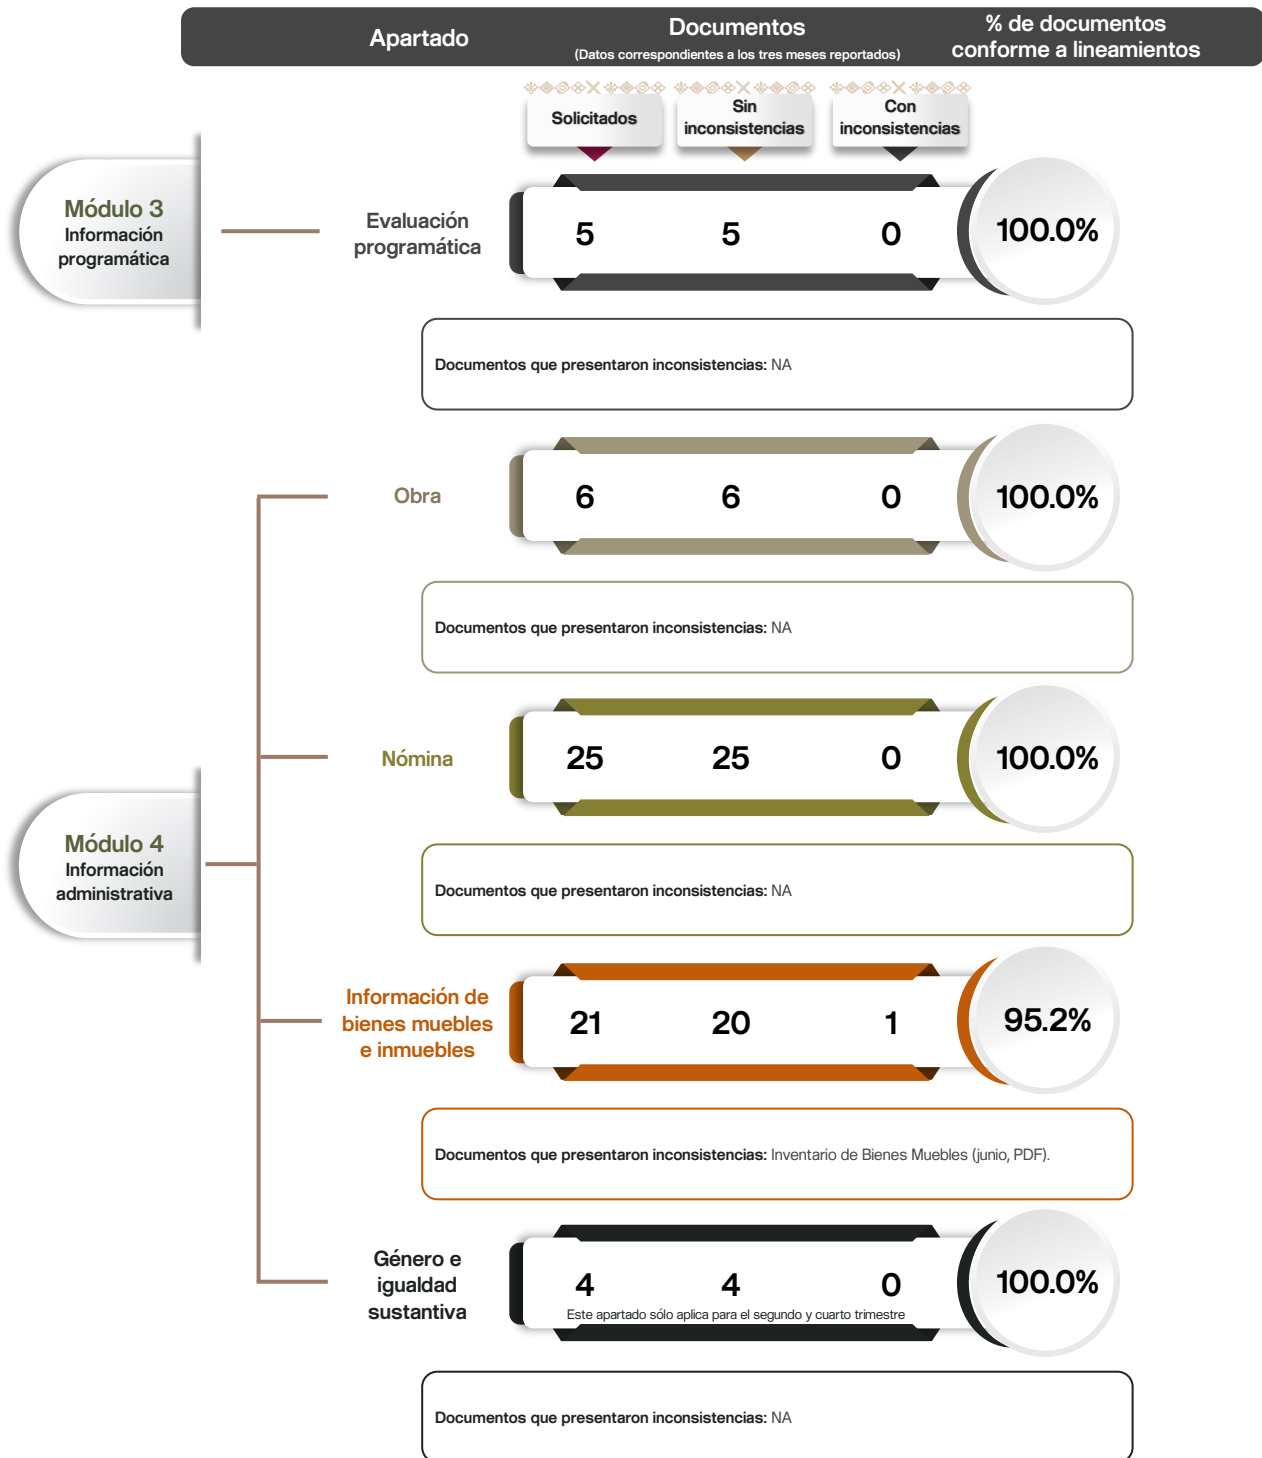 Apartado
Documentos
(Datos correspondientes a los tres meses reportados)
% de documentos
conforme a lineamientos
Solicitados
Sin
inconsistencias
Con
inconsistencias
Módulo 3
Información
programática
Evaluación
programática
5 5 0 100.0%
Documentos que presentaron inconsistencias: NA
Obra
6 6 0 100.0%
Documentos que presentaron inconsistencias: NA
Módulo 4
Información
administrativa
Nómina
25 25 0 100.0%
Documentos que presentaron inconsistencias: NA
Información de
bienes muebles
e inmuebles
21 20 1 95.2%
Documentos que presentaron inconsistencias: Inventario de Bienes Muebles (junio, PDF).
Género e
igualdad
sustantiva
4 4 0 100.0%
Este apartado sólo aplica para el segundo y cuarto trimestre
Documentos que presentaron inconsistencias: NA